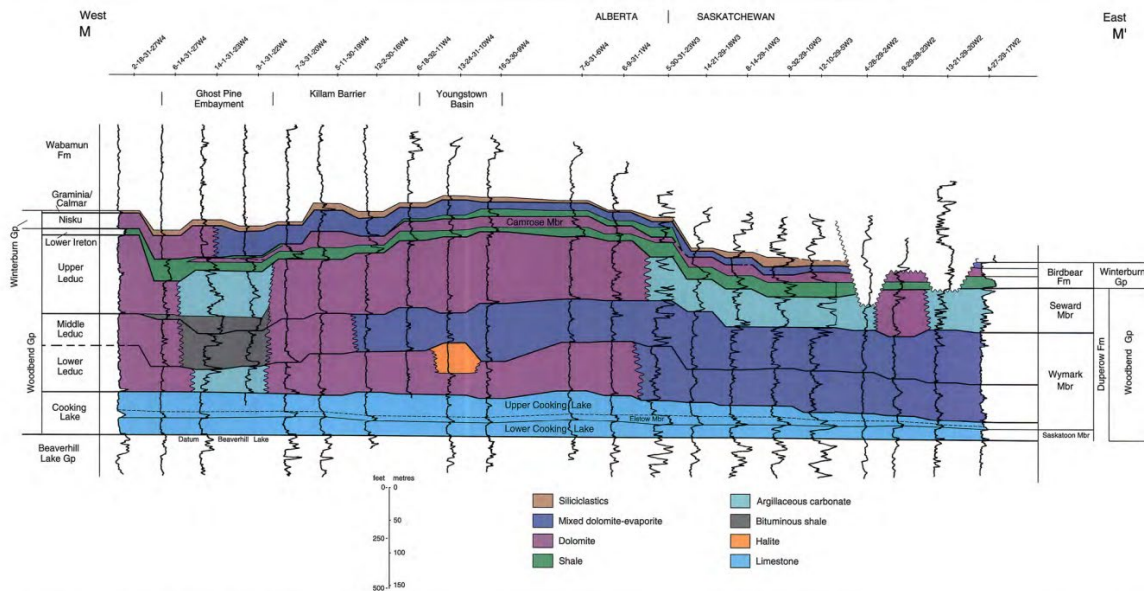 West
M
ALBERTA
SASKATCHEWAN
East
M'
2-18-31-27W4
6-14-31-27W4
14-1-31-23W4
3-1-31-22W4
7-3-31-20W4
5-11-30-19W4
12-2-30-16W4
6-18-32-11W4
13-24-31-10W4
16-3-30-9W4
7-6-31-6W4
6-9-31-1W4
5-30-31-23W3
14-21-29-18W3
8-14-29-14W3
9-32-29-10W3
12-10-29-5W3
4-28-29-24W2
9-29-29-23W2
13-21-29-20W2
4-27-29-17W2
Ghost Pine
Embayment
Killam Barrier
Youngstown
Basin
Wabamun
Fm
Graminia/
Calmar
Nisku
Lower Ireton
Upper
Leduc
Middle
Leduc
Lower
Leduc
Cooking
Lake
Beaverhill
Lake Gp
Winterburn Gp
Woodbend Gp
Camrose Mbr
Upper Cooking Lake
Elstow Mbr
Lower Cooking Lake
Datum Beaverhill Lake
Birdbear
Fm
Winterburn
Gp
Seward
Mbr
Wymark
Mbr
Saskatoon Mbr
Duperow Fm
Woodbend Gp
feet metres
0 0
50
250 100
500 150
Siliciclastics
Mixed dolomite-evaporite
Dolomite
Shale
Argillaceous carbonate
Bituminous shale
Halite
Limestone